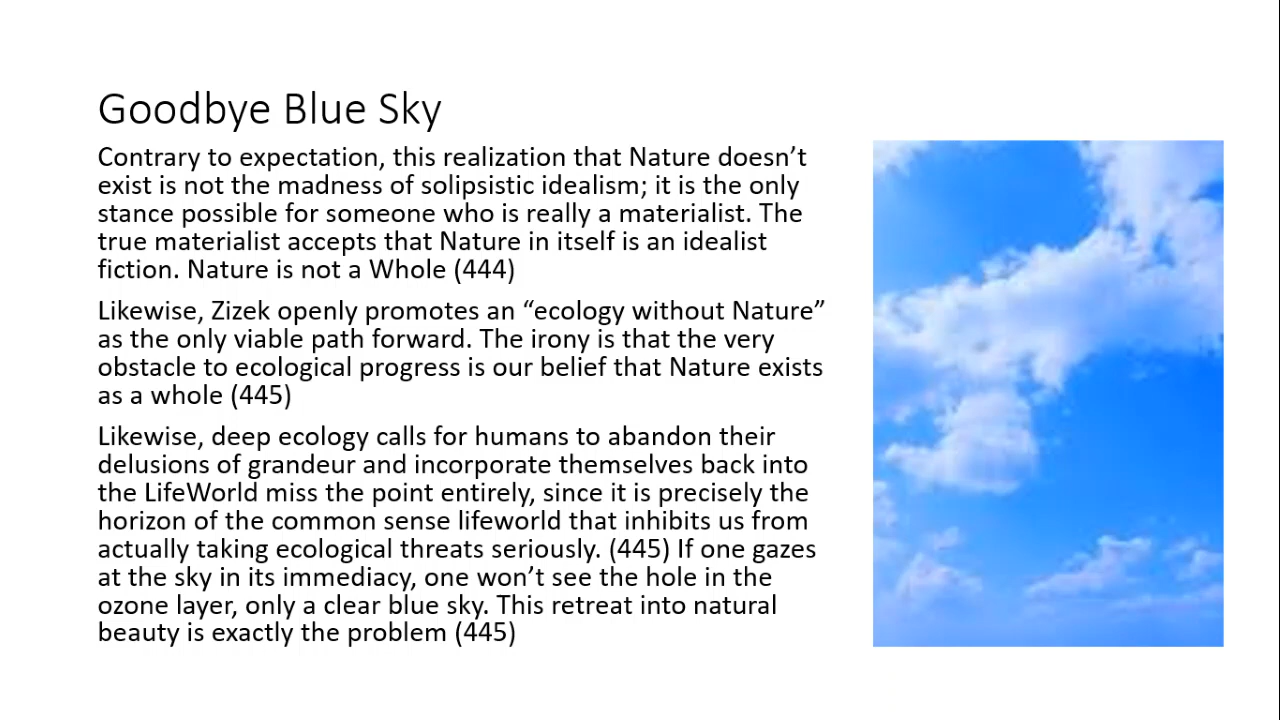 Goodbye Blue Sky
Contrary to expectation, this realization that Nature doesn’t
exist is not the madness of solipsistic idealism; it is the only
stance possible for someone who is really a materialist. The
true materialist accepts that Nature in itself is an idealist
fiction. Nature is not a Whole (444)
Likewise, Zizek openly promotes an “ecology without Nature”
as the only viable path forward. The irony is that the very
obstacle to ecological progress is our belief that Nature exists
as a whole (445)
Likewise, deep ecology calls for humans to abandon their
delusions of grandeur and incorporate themselves back into
the LifeWorld miss the point entirely, since it is precisely the
horizon of the common sense lifeworld that inhibits us from
actually taking ecological threats seriously. (445) If one gazes
at the sky in its immediacy, one won’t see the hole in the
ozone layer, only a clear blue sky. This retreat into natural
beauty is exactly the problem (445)